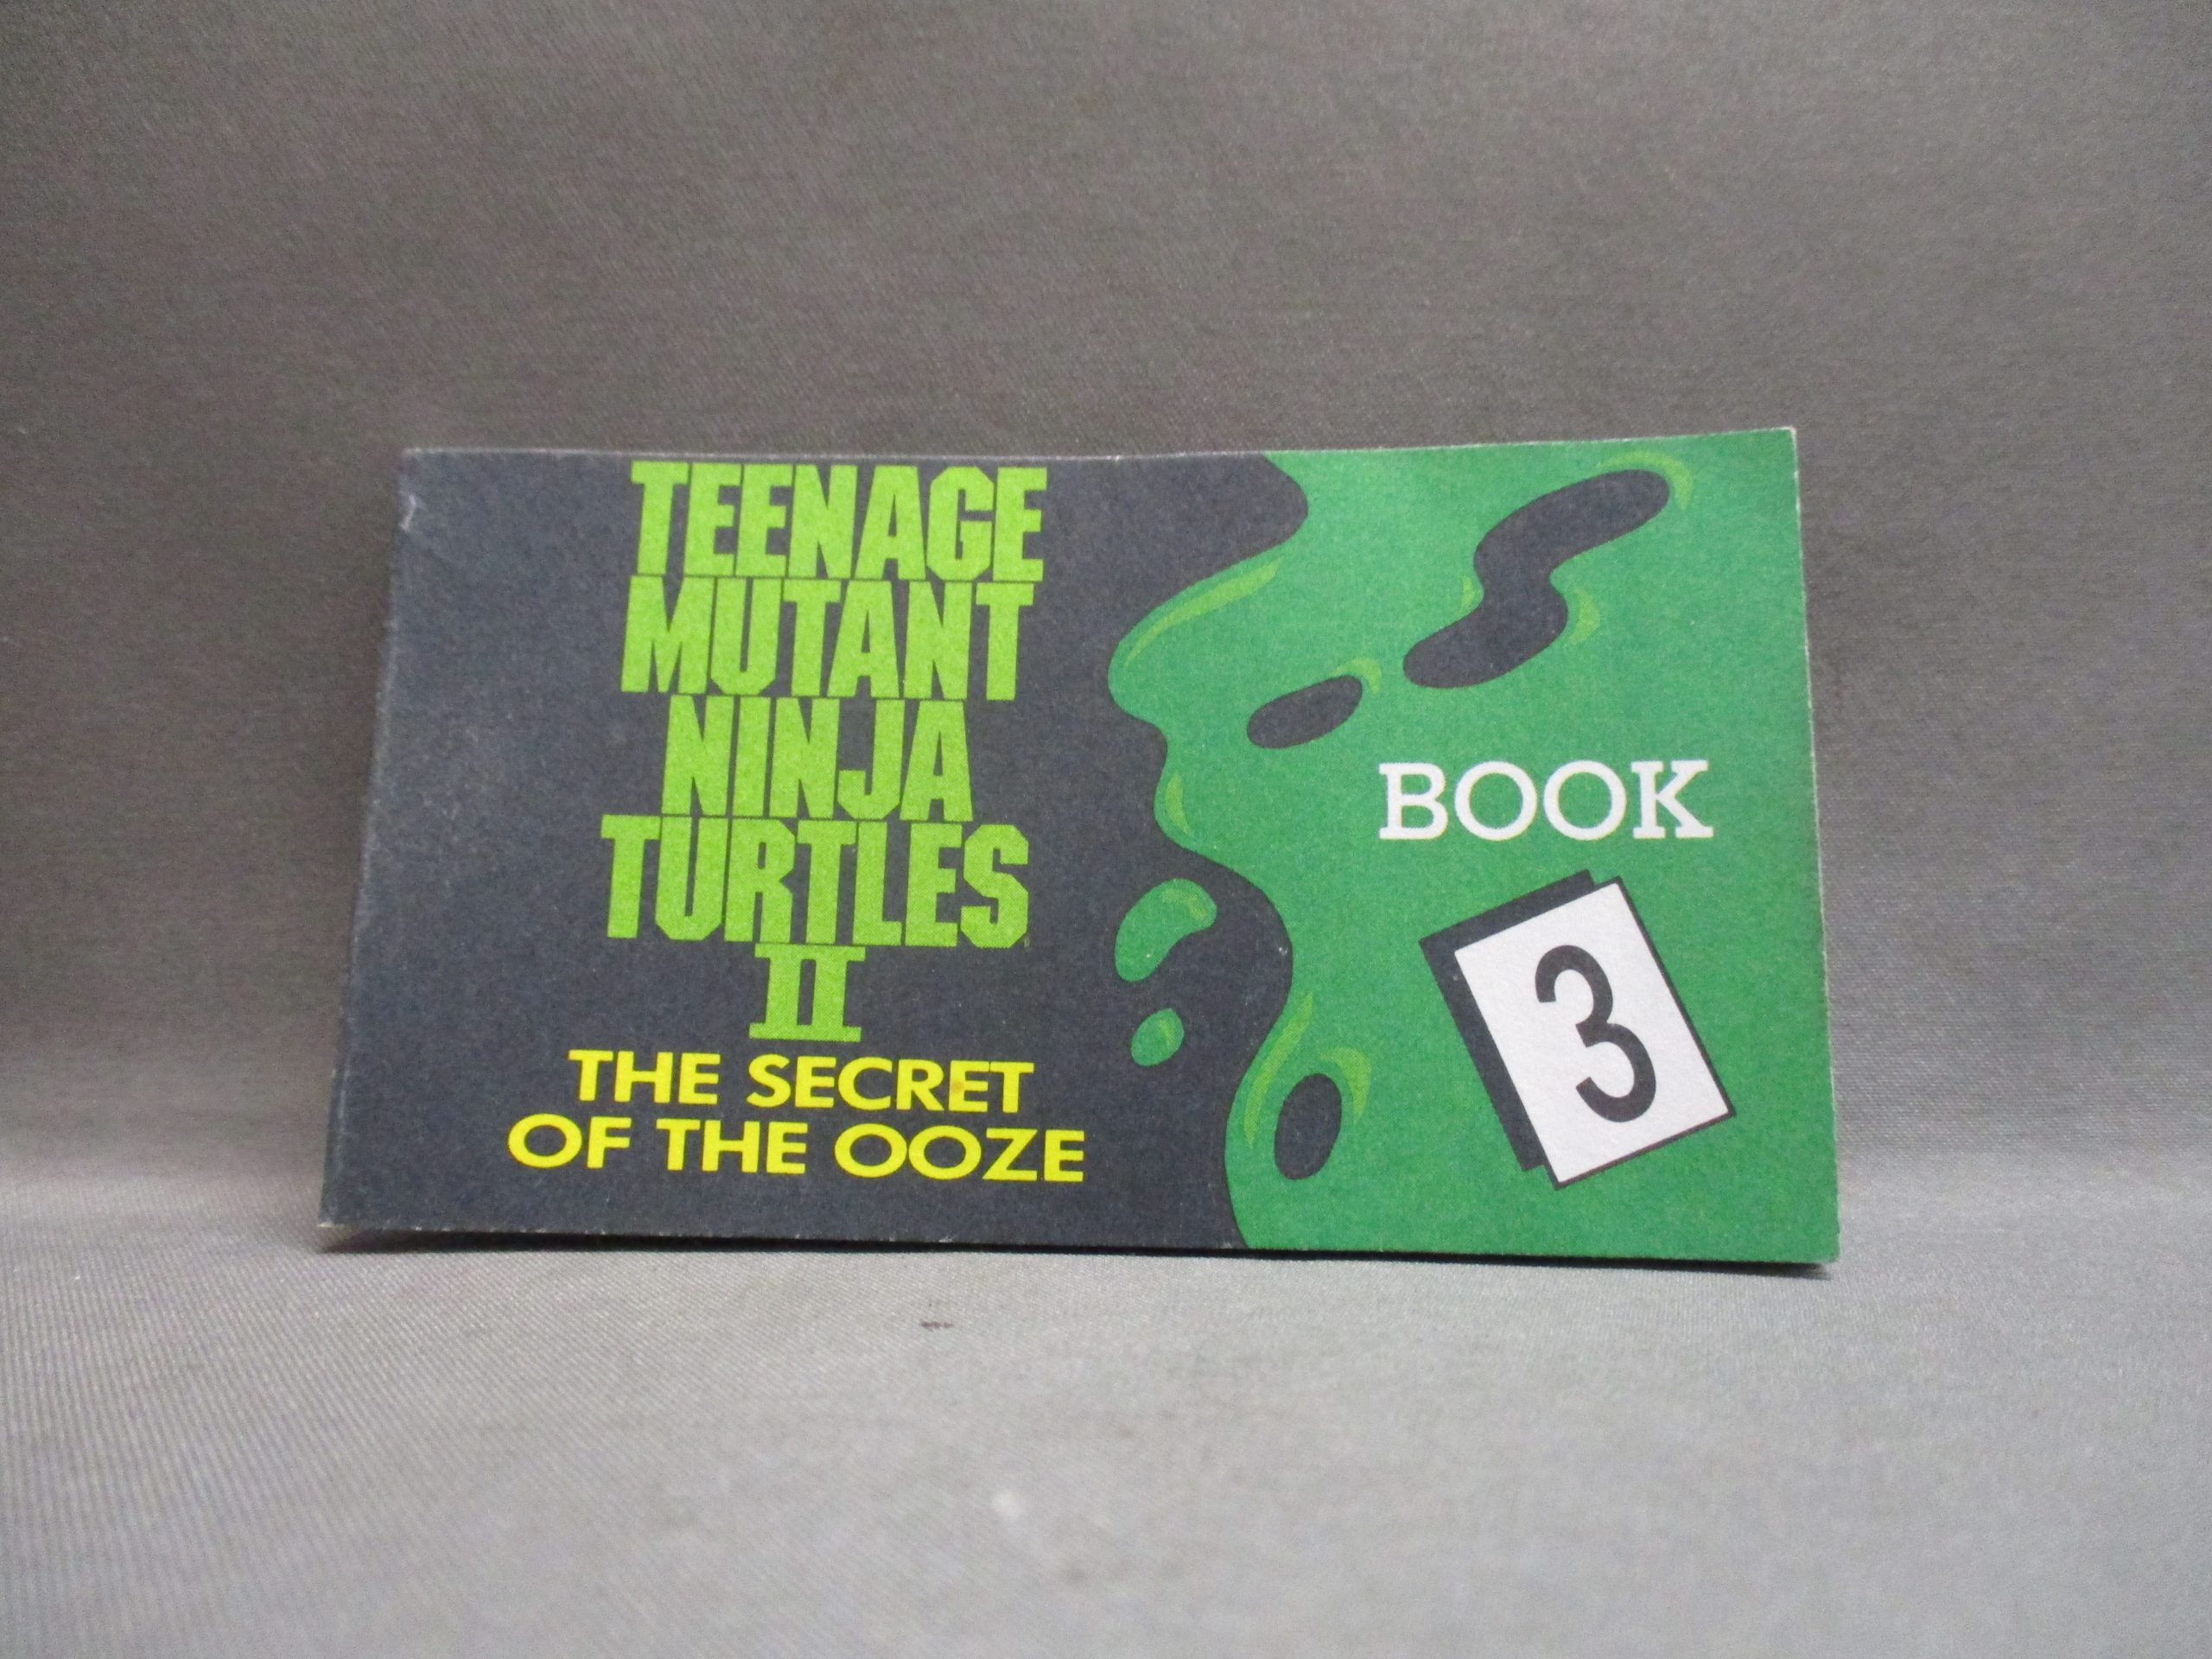 TEENAGE
MUTANT
NINJA
TURTLES
II
THE SECRET
OF THE OOZE
BOOK
3